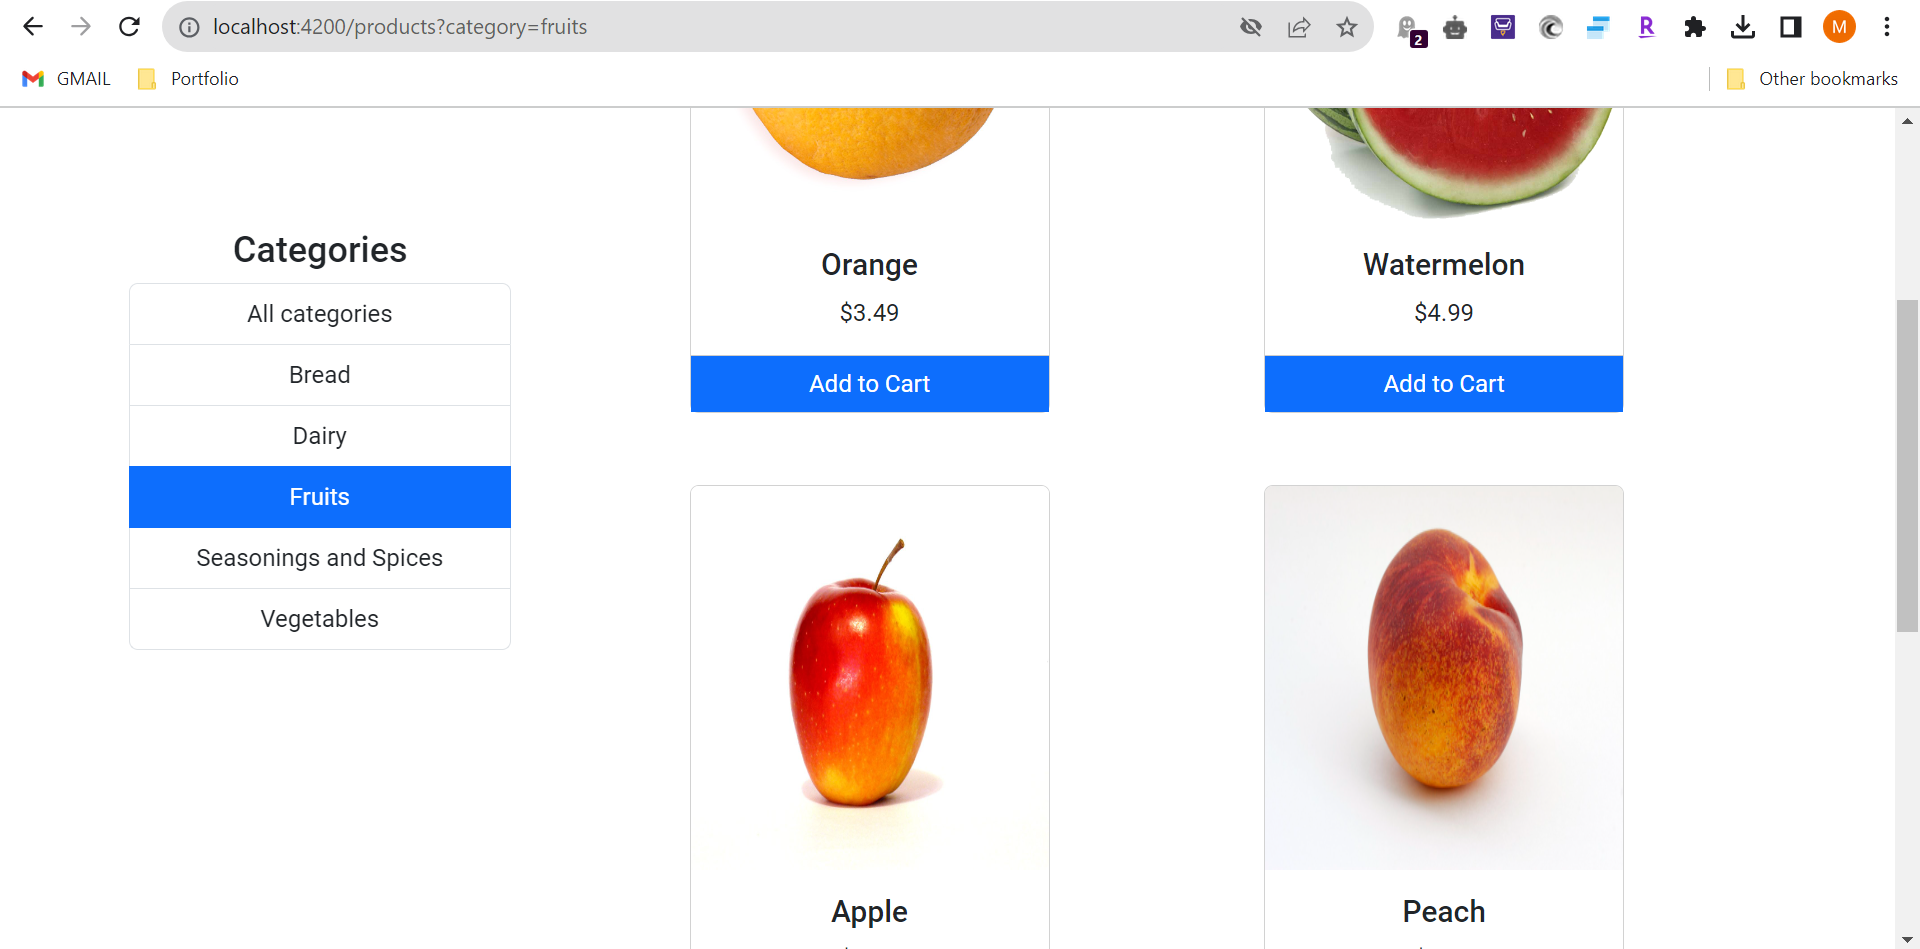 localhost:4200/products?category=fruits
2
R
M
GMAIL
Portfolio
Other bookmarks
Categories
All categories
Bread
Dairy
Fruits
Seasonings and Spices
Vegetables
Orange
$3.49
Add to Cart
Watermelon
$4.99
Add to Cart
Apple
Peach